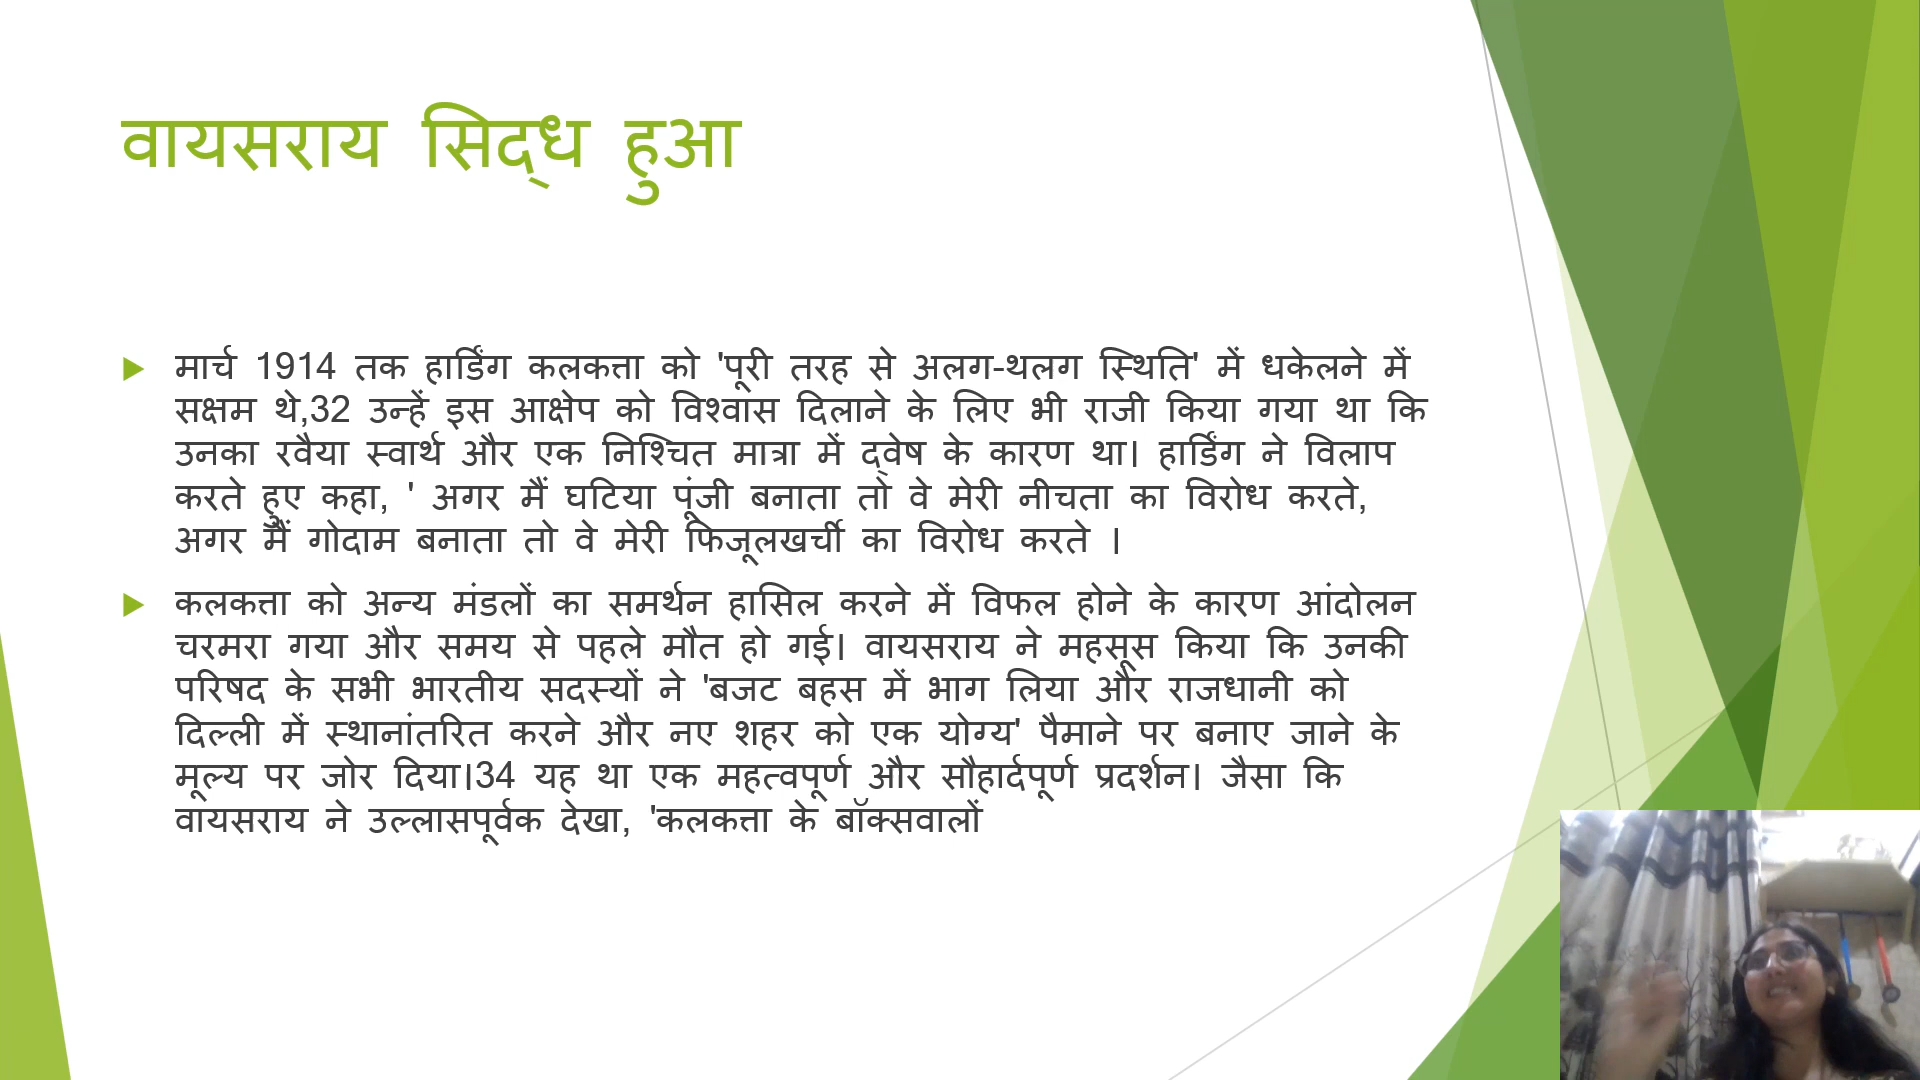 वायसराय सिद्ध हुआ
मार्च 1914 तक हार्डिंग कलकत्ता को 'पूरी तरह से अलग-थलग स्थिति' में धकेलने में
सक्षम थे,32 उन्हें इस आक्षेप को विश्वास दिलाने के लिए भी राजी किया गया था कि
उनका रवैया स्वार्थ और एक निश्चित मात्रा में द्वेष के कारण था। हार्डिंग ने विलाप
करते हुए कहा, ' अगर मैं घटिया पूंजी बनाता तो वे मेरी नीचता का विरोध करते,
अगर मैं गोदाम बनाता तो वे मेरी फिजूलखर्ची का विरोध करते ।
कलकत्ता को अन्य मंडलों का समर्थन हासिल करने में विफल होने के कारण आंदोलन
चरमरा गया और समय से पहले मौत हो गई। वायसराय ने महसूस किया कि उनकी
परिषद के सभी भारतीय सदस्यों ने 'बजट बहस में भाग लिया और राजधानी को
दिल्ली में स्थानांतरित करने और नए शहर को एक योग्य' पैमाने पर बनाए जाने के
मूल्य पर जोर दिया।34 यह था एक महत्वपूर्ण और सौहार्दपूर्ण प्रदर्शन। जैसा कि
वायसराय ने उल्लासपूर्वक देखा, 'कलकत्ता के बॉक्सवालों